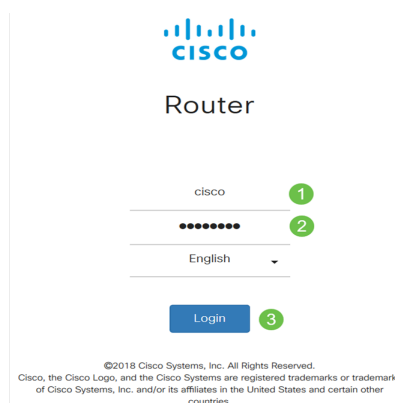 CISCO
Router
cisco 1
●●●●●●●● 2
English
Login 3
©2018 Cisco Systems, Inc. All Rights Reserved.
Cisco, the Cisco Logo, and the Cisco Systems are registered trademarks or trademark
of Cisco Systems, Inc. and/or its affiliates in the United States and certain other
countries.